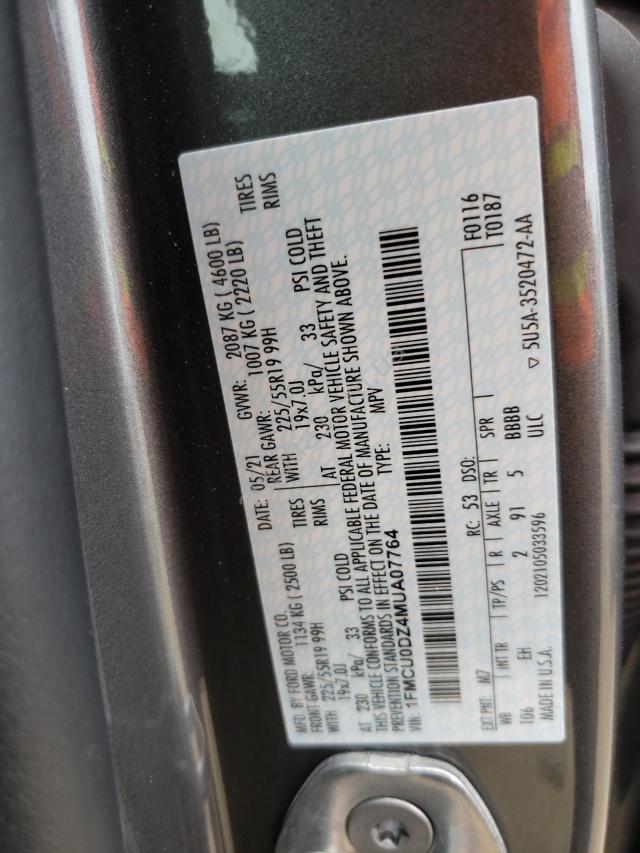 MFD. BY FORD MOTOR CO.
DATE: 05/21 GVWR: 2087 KG ( 4600 LB)
FRONT GAWR: 1134 KG ( 2500 LB) REAR GAWR: 1007 KG ( 2220 LB)
WITH 225/55R19 99H TIRES WITH 225/55R19 99H TIRES
19x7.0J RIMS 19x7.0J RIMS
AT 230 kPa/ 33 PSI COLD AT 230 kPa/ 33 PSI COLD
THIS VEHICLE CONFORMS TO ALL APPLICABLE FEDERAL MOTOR VEHICLE SAFETY AND THEFT
PREVENTION STANDARDS IN EFFECT ON THE DATE OF MANUFACTURE SHOWN ABOVE.
VIN: 1FMCU0DZ4MUA07764 TYPE: MPV
F0116
T0187
EXT PNT: M7 RC: 53 DSO:
WB INT TR TP/PS R AXLE TR SPR
T06 EH 2 91 5 BBBB
ULC
MADE IN U.S.A. 1202105033596 ▽ 5U5A-3520472-AA